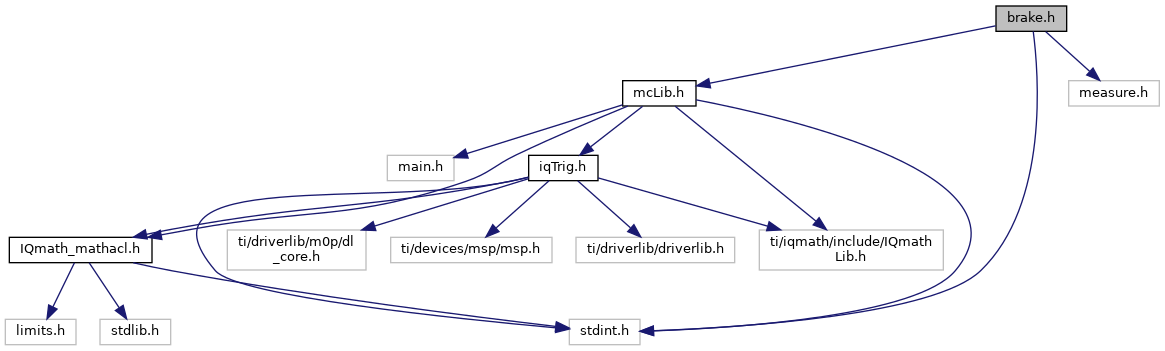 brake.h
mcLib.h
measure.h
main.h
iqTrig.h
IQmath_mathacl.h
ti/driverlib/m0p/dl
_core.h
ti/devices/msp/msp.h
ti/driverlib/driverlib.h
ti/iqmath/include/IQmath
Lib.h
limits.h
stdlib.h
stdint.h